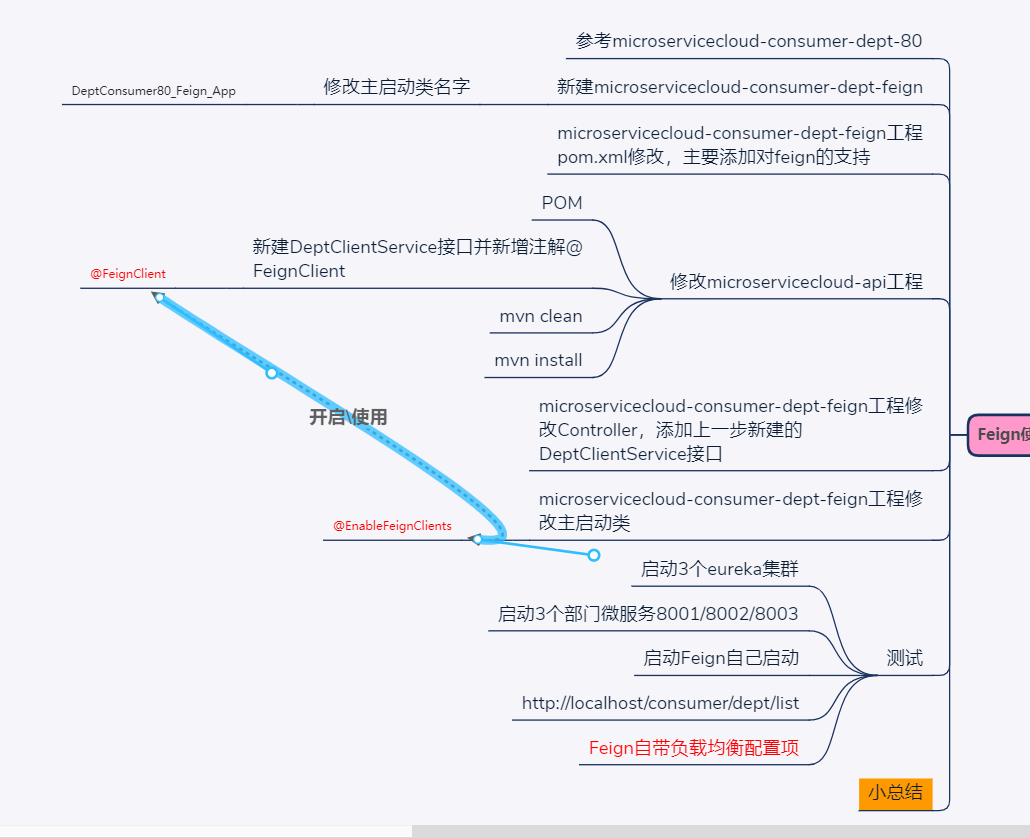 参考microservicecloud-consumer-dept-80
DeptConsumer80_Feign_App
修改主启动类名字
新建microservicecloud-consumer-dept-feign
microservicecloud-consumer-dept-feign工程
pom.xml修改，主要添加对feign的支持
POM
新建DeptClientService接口并新增注解@
FeignClient
@FeignClient
修改microservicecloud-api工程
mvn clean
mvn install
开启\使用
microservicecloud-consumer-dept-feign工程修
改Controller，添加上一步新建的
DeptClientService接口
Feign使
microservicecloud-consumer-dept-feign工程修
改主启动类
@EnableFeignClients
启动3个eureka集群
启动3个部门微服务8001/8002/8003
启动Feign自己启动
测试
http://localhost/consumer/dept/list
Feign自带负载均衡配置项
小总结